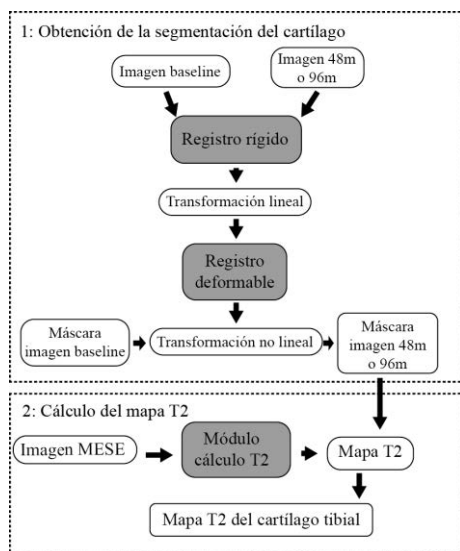 1: Obtención de la segmentación del cartílago
Imagen baseline
Imagen 48m
o 96m
Registro rígido
Transformación lineal
Registro
deformable
Máscara
imagen baseline
Transformación no lineal
Máscara
imagen 48m
o 96m
2: Cálculo del mapa T2
Imagen MESE
Módulo
cálculo T2
Mapa T2
Mapa T2 del cartílago tibial